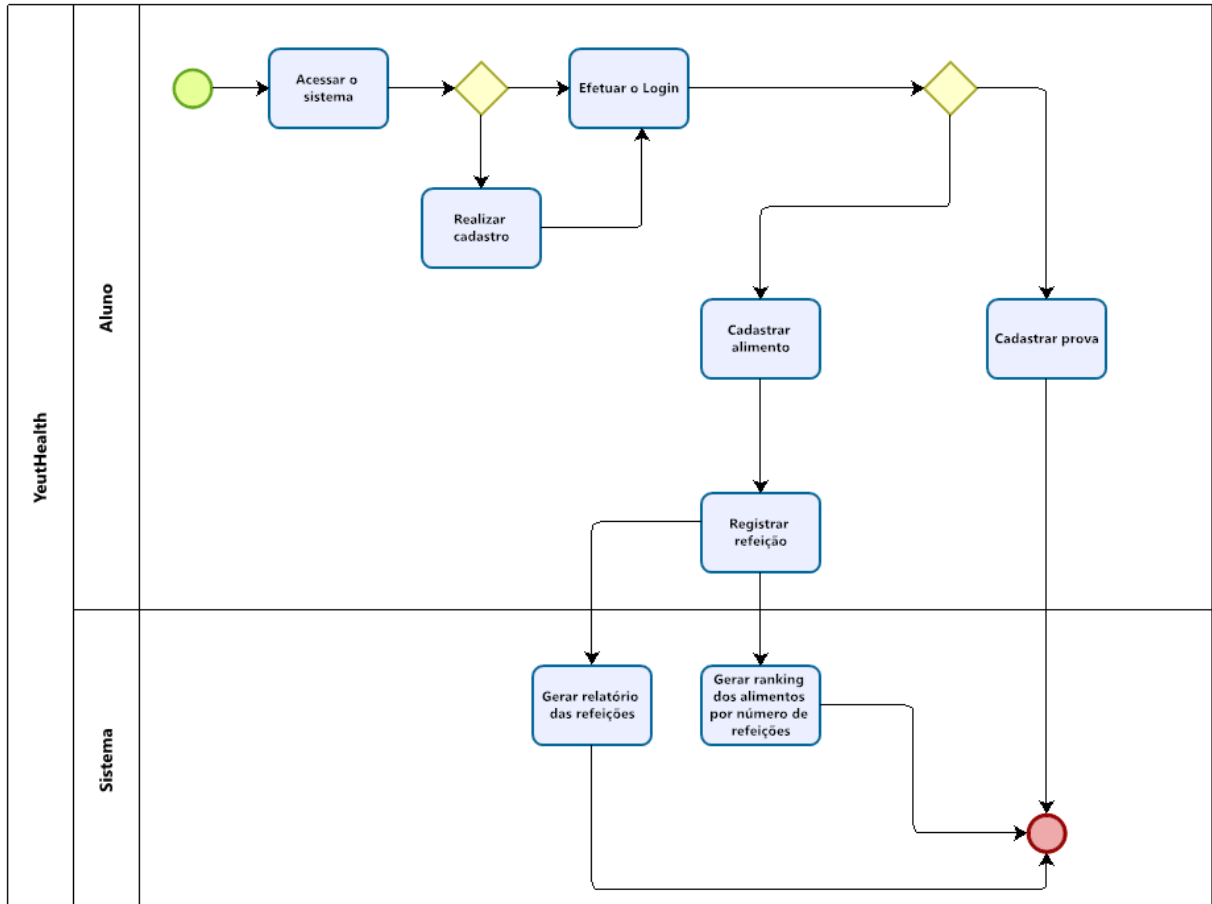 YeutHealth
Aluno
Acessar o
sistema
Efetuar o Login
Realizar
cadastro
Cadastrar
alimento
Cadastrar prova
Registrar
refeição
Sistema
Gerar relatório
das refeições
Gerar ranking
dos alimentos
por número de
refeições